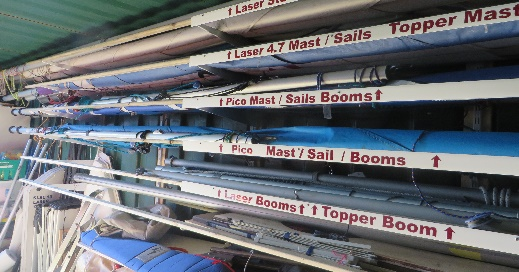 ↑ Laser
↑ Laser 4.7 Mast / Sails Topper Mast
↑ Pico Mast / Sails Booms ↑
↑ Pico Mast / Sail / Booms ↑
↑ Laser Booms ↑ ↑ Topper Boom ↑